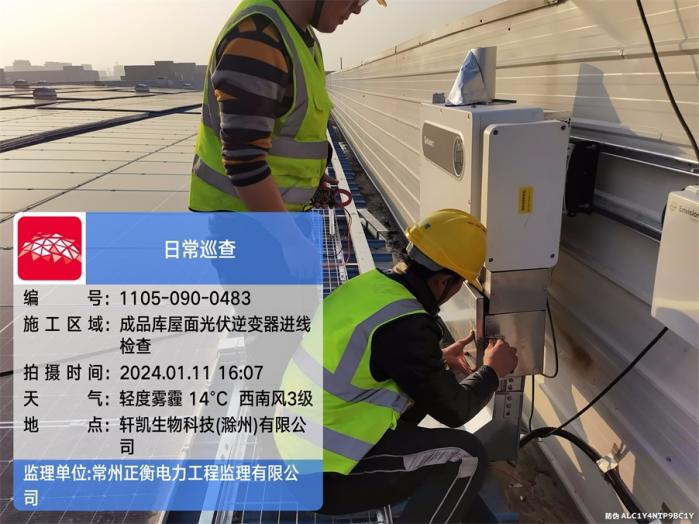 日常巡查
编号：1105-090-0483
施工区域：成品库屋面光伏逆变器进线
检查
拍摄时间：2024.01.11 16:07
天气：轻度雾霾 14°C 西南风3级
地点：轩凯生物科技(滁州)有限公
司
监理单位:常州正衡电力工程监理有限公
司
防伪 ALC1Y4NTP9BC1Y